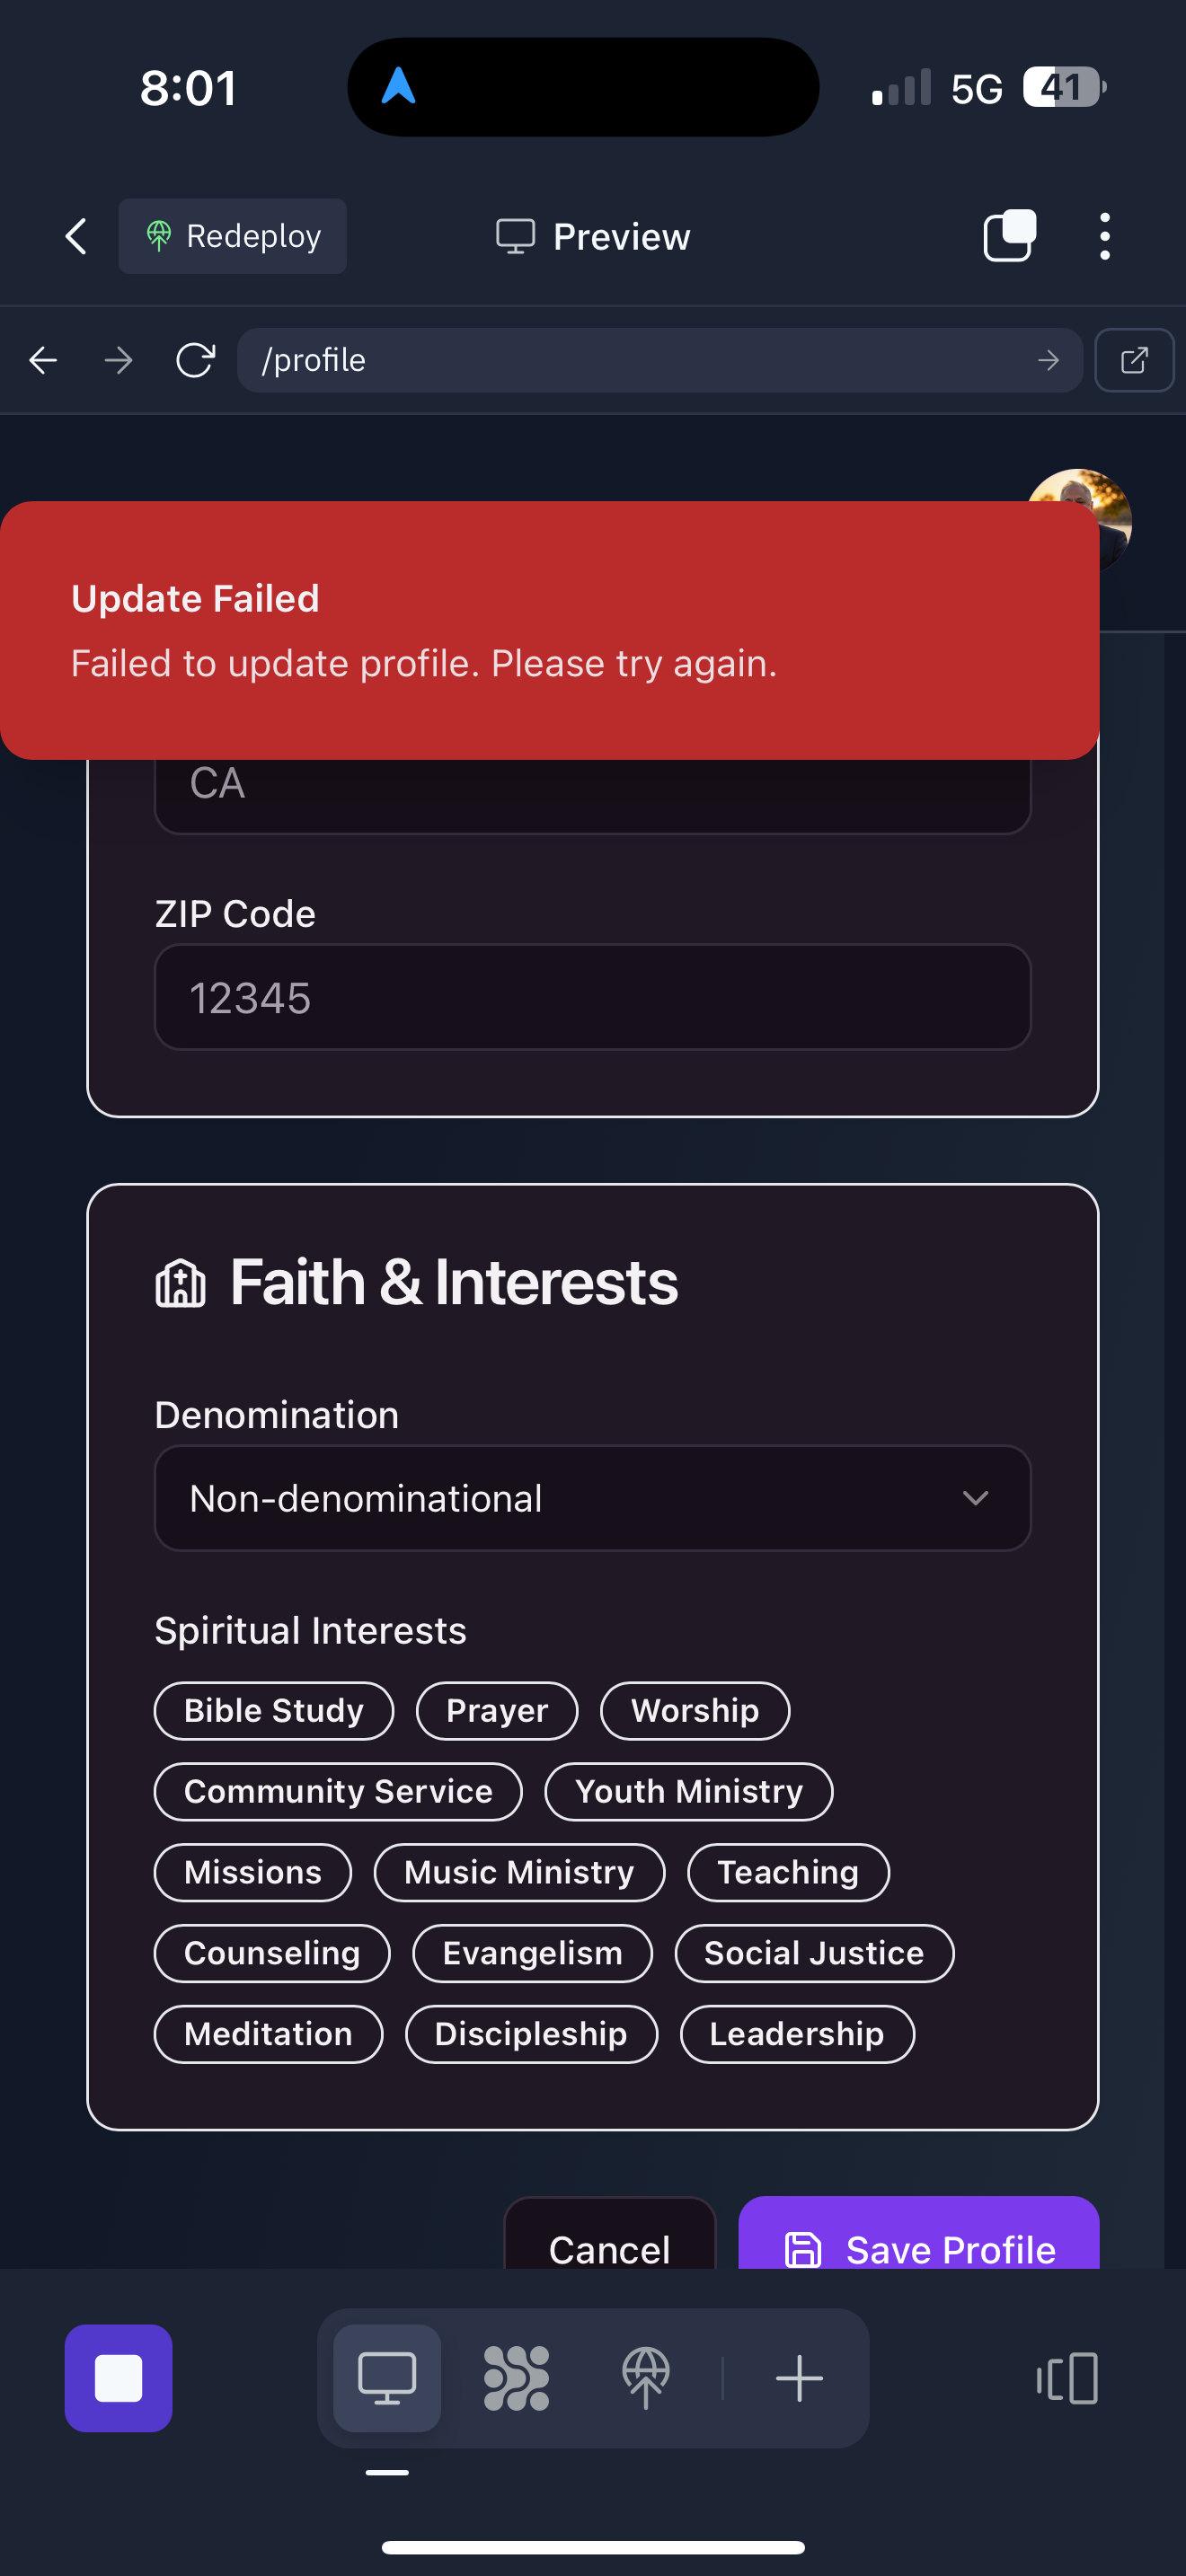 8:01
5G
41
Redeploy
Preview
/profile
Update Failed
Failed to update profile. Please try again.
CA
ZIP Code
12345
Faith & Interests
Denomination
Non-denominational
Spiritual Interests
Bible Study Prayer Worship
Community Service Youth Ministry
Missions Music Ministry Teaching
Counseling Evangelism Social Justice
Meditation Discipleship Leadership
Cancel Save Profile